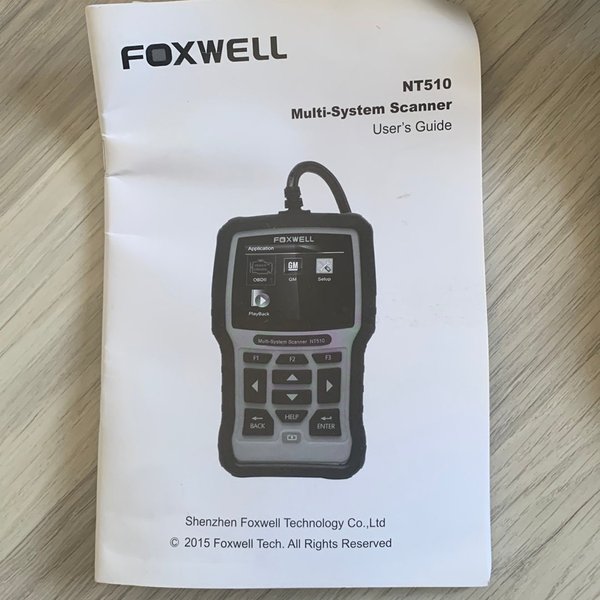 FOXWELL
NT510
Multi-System Scanner
User's Guide
FOXWELL
Application
OBDII
GM
GM
Setup
PlayBack
Multi-System Scanner NT510
F1
F2
F3
BACK
HELP
ENTER
Shenzhen Foxwell Technology Co.,Ltd
© 2015 Foxwell Tech. All Rights Reserved